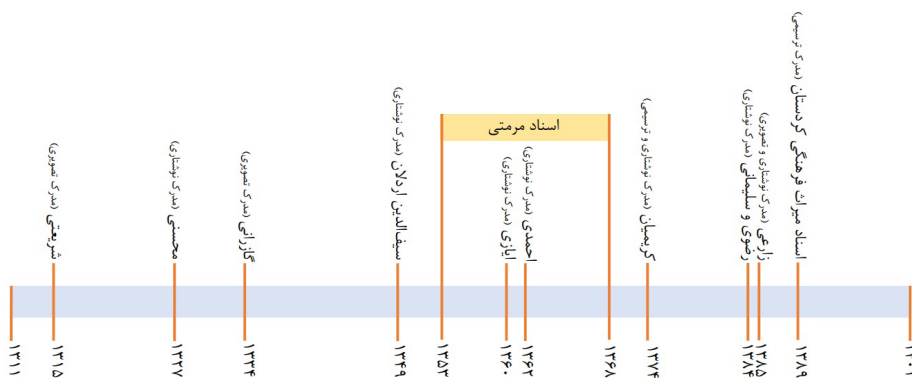 اسناد مرمتی
شریعتی (مدرک تصویری)
محسنی (مدرک نوشتاری)
گازرانی (مدرک تصویری)
سیف‌الدین اردلان (مدرک نوشتاری)
ایازی (مدرک نوشتاری)
احمدی (مدرک نوشتاری)
کریمیان (مدرک نوشتاری و ترسیمی)
رضوی و سلیمانی (مدرک نوشتاری)
زارعی (مدرک نوشتاری و تصویری)
اسناد میراث فرهنگی کردستان (مدرک ترسیمی)
۱۳۱۱
۱۳۱۵
۱۳۲۷
۱۳۳۴
۱۳۴۹
۱۳۵۳
۱۳۶۰
۱۳۶۲
۱۳۶۸
۱۳۷۴
۱۳۸۴
۱۳۸۵
۱۳۸۹